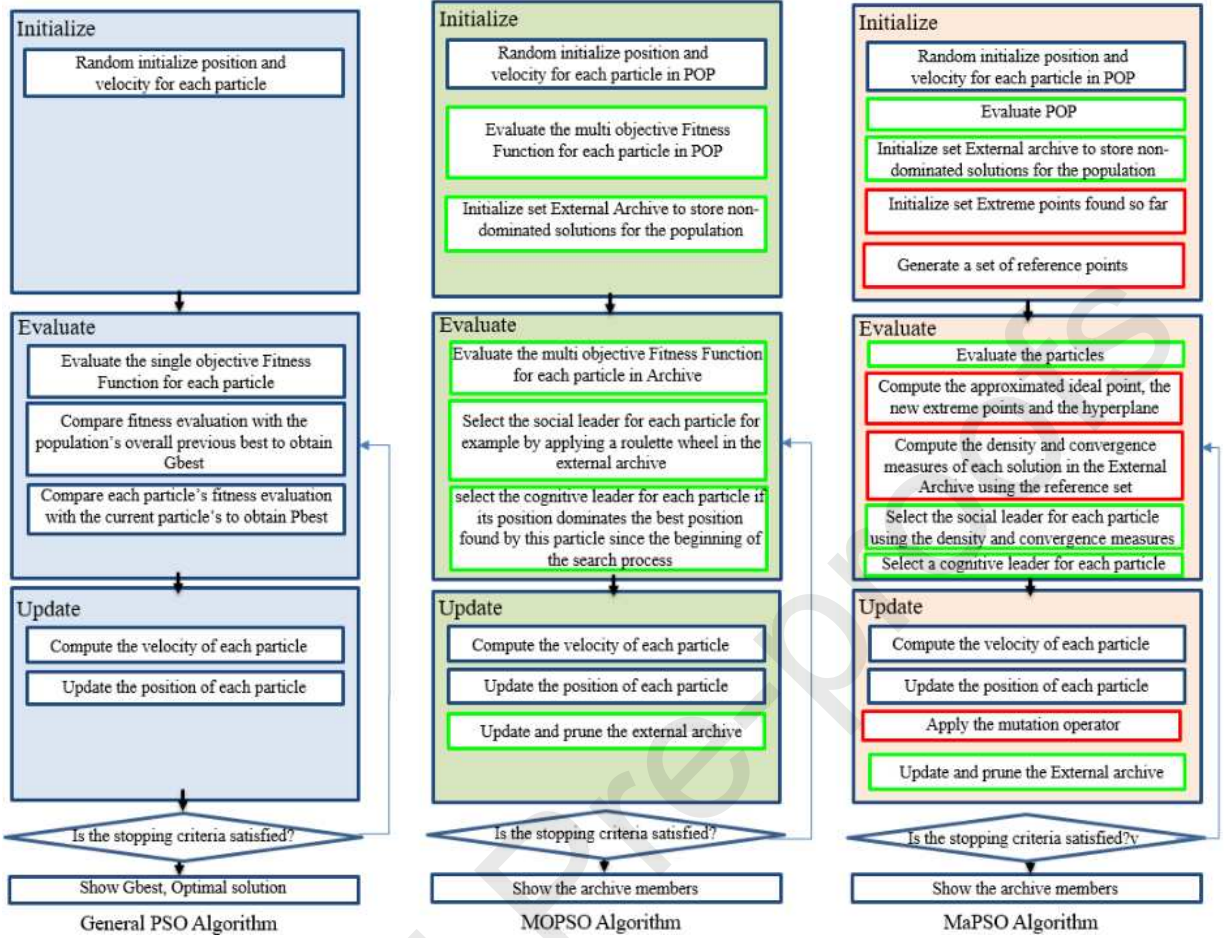 Initialize
Random initialize position and
velocity for each particle
Evaluate
Evaluate the single objective Fitness
Function for each particle
Compare fitness evaluation with the
population's overall previous best to obtain
Gbest
Compare each particle's fitness evaluation
with the current particle's to obtain Pbest
Update
Compute the velocity of each particle
Update the position of each particle
Is the stopping criteria satisfied?
Show Gbest, Optimal solution
General PSO Algorithm
Initialize
Random initialize position and
velocity for each particle in POP
Evaluate the multi objective Fitness
Function for each particle in POP
Initialize set External Archive to store non-
dominated solutions for the population
Evaluate
Evaluate the multi objective Fitness Function
for each particle in Archive
Select the social leader for each particle for
example by applying a roulette wheel in the
external archive
select the cognitive leader for each particle if
its position dominates the best position
found by this particle since the beginning of
the search process
Update
Compute the velocity of each particle
Update the position of each particle
Update and prune the external archive
Is the stopping criteria satisfied?
Show the archive members
MOPSO Algorithm
Initialize
Random initialize position and
velocity for each particle in POP
Evaluate POP
Initialize set External archive to store non-
dominated solutions for the population
Initialize set Extreme points found so far
Generate a set of reference points
Evaluate
Evaluate the particles
Compute the approximated ideal point, the
new extreme points and the hyperplane
Compute the density and convergence
measures of each solution in the External
Archive using the reference set
Select the social leader for each particle
using the density and convergence measures
Select a cognitive leader for each particle
Update
Compute the velocity of each particle
Update the position of each particle
Apply the mutation operator
Update and prune the External archive
Is the stopping criteria satisfied?v
Show the archive members
MaPSO Algorithm
Pre-proofs